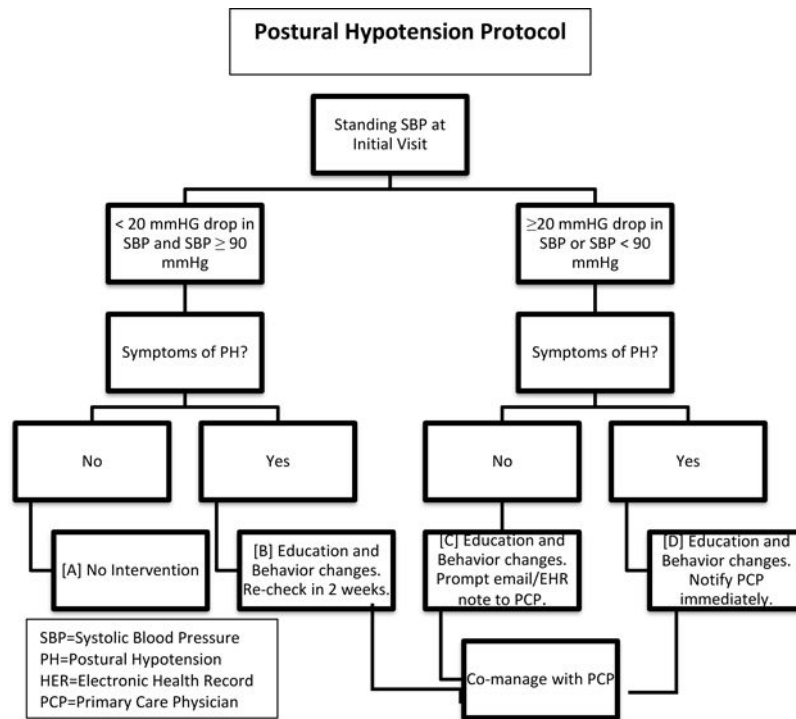 Postural Hypotension Protocol
Standing SBP at
Initial Visit
< 20 mmHG drop in
SBP and SBP ≥ 90
mmHg
≥20 mmHG drop in
SBP or SBP < 90
mmHg
Symptoms of PH?
Symptoms of PH?
No
Yes
No
Yes
[A] No Intervention
[B] Education and
Behavior changes.
Re-check in 2 weeks.
[C] Education and
Behavior changes.
Prompt email/EHR
note to PCP.
[D] Education and
Behavior changes.
Notify PCP
immediately.
Co-manage with PCP
SBP=Systolic Blood Pressure
PH=Postural Hypotension
HER=Electronic Health Record
PCP=Primary Care Physician